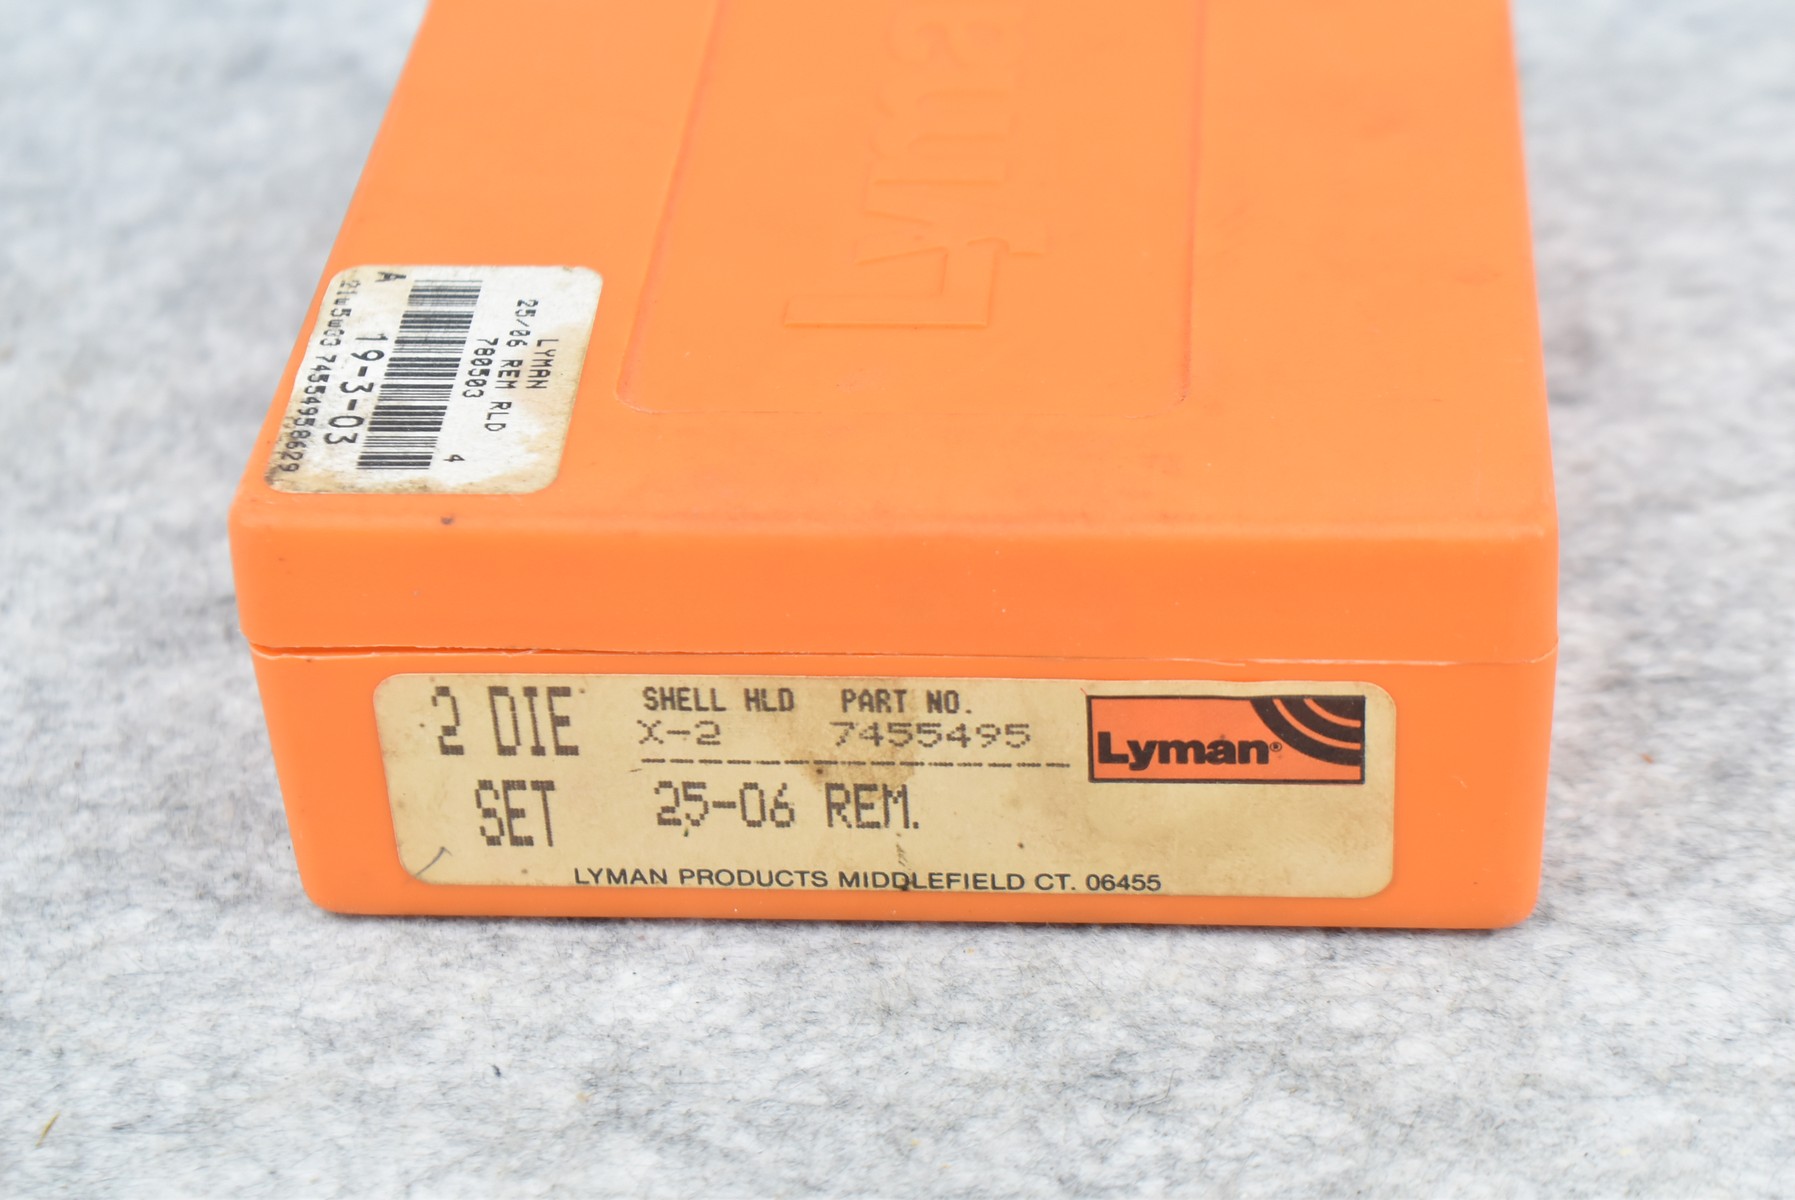 Lyman
LYMAN
25/06 REM RLD
780503
4
19-3-03
A
2 DIE
SET
SHELL HLD PART NO.
X-2 7455495
25-06 REM.
Lyman®
LYMAN PRODUCTS MIDDLEFIELD CT. 06455